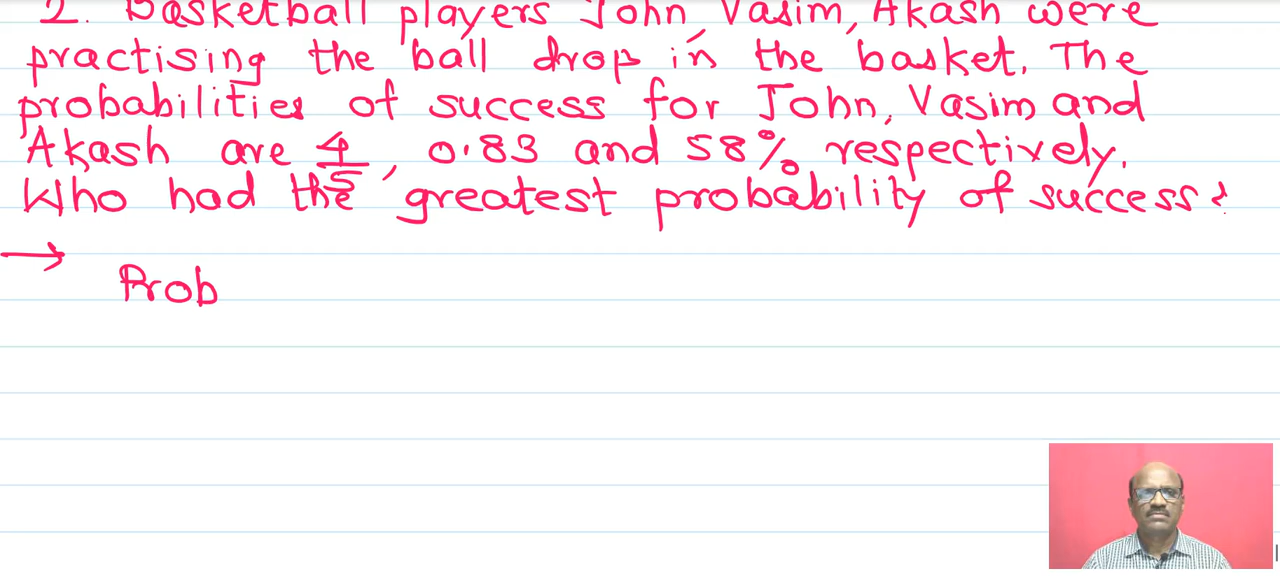 2. Basketball players John, Vasim, Akash were
practising the ball drop in the basket. The
probabilities of success for John, Vasim and
Akash are 4/5, 0.83 and 58% respectively.
Who had the greatest probability of success?
→ Prob